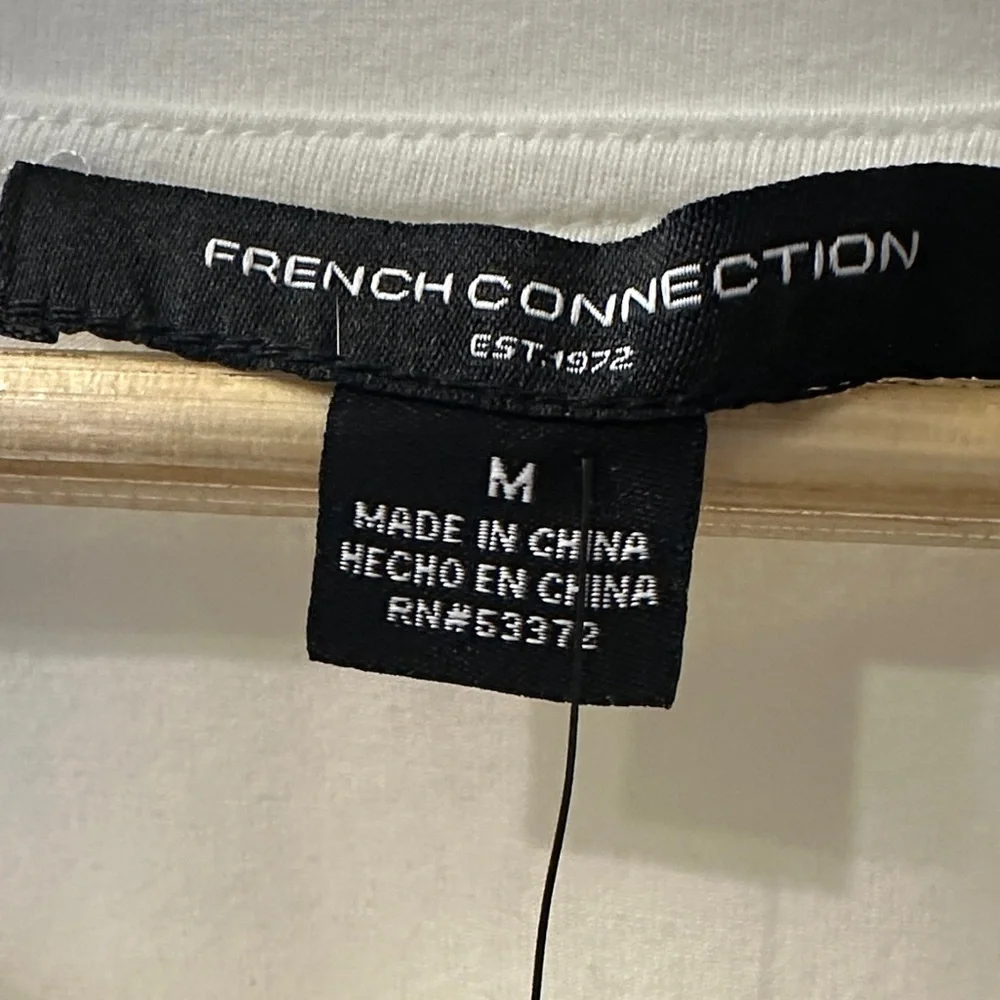 FRENCH CONNECTION
EST.1972
M
MADE IN CHINA
HECHO EN CHINA
RN#53372